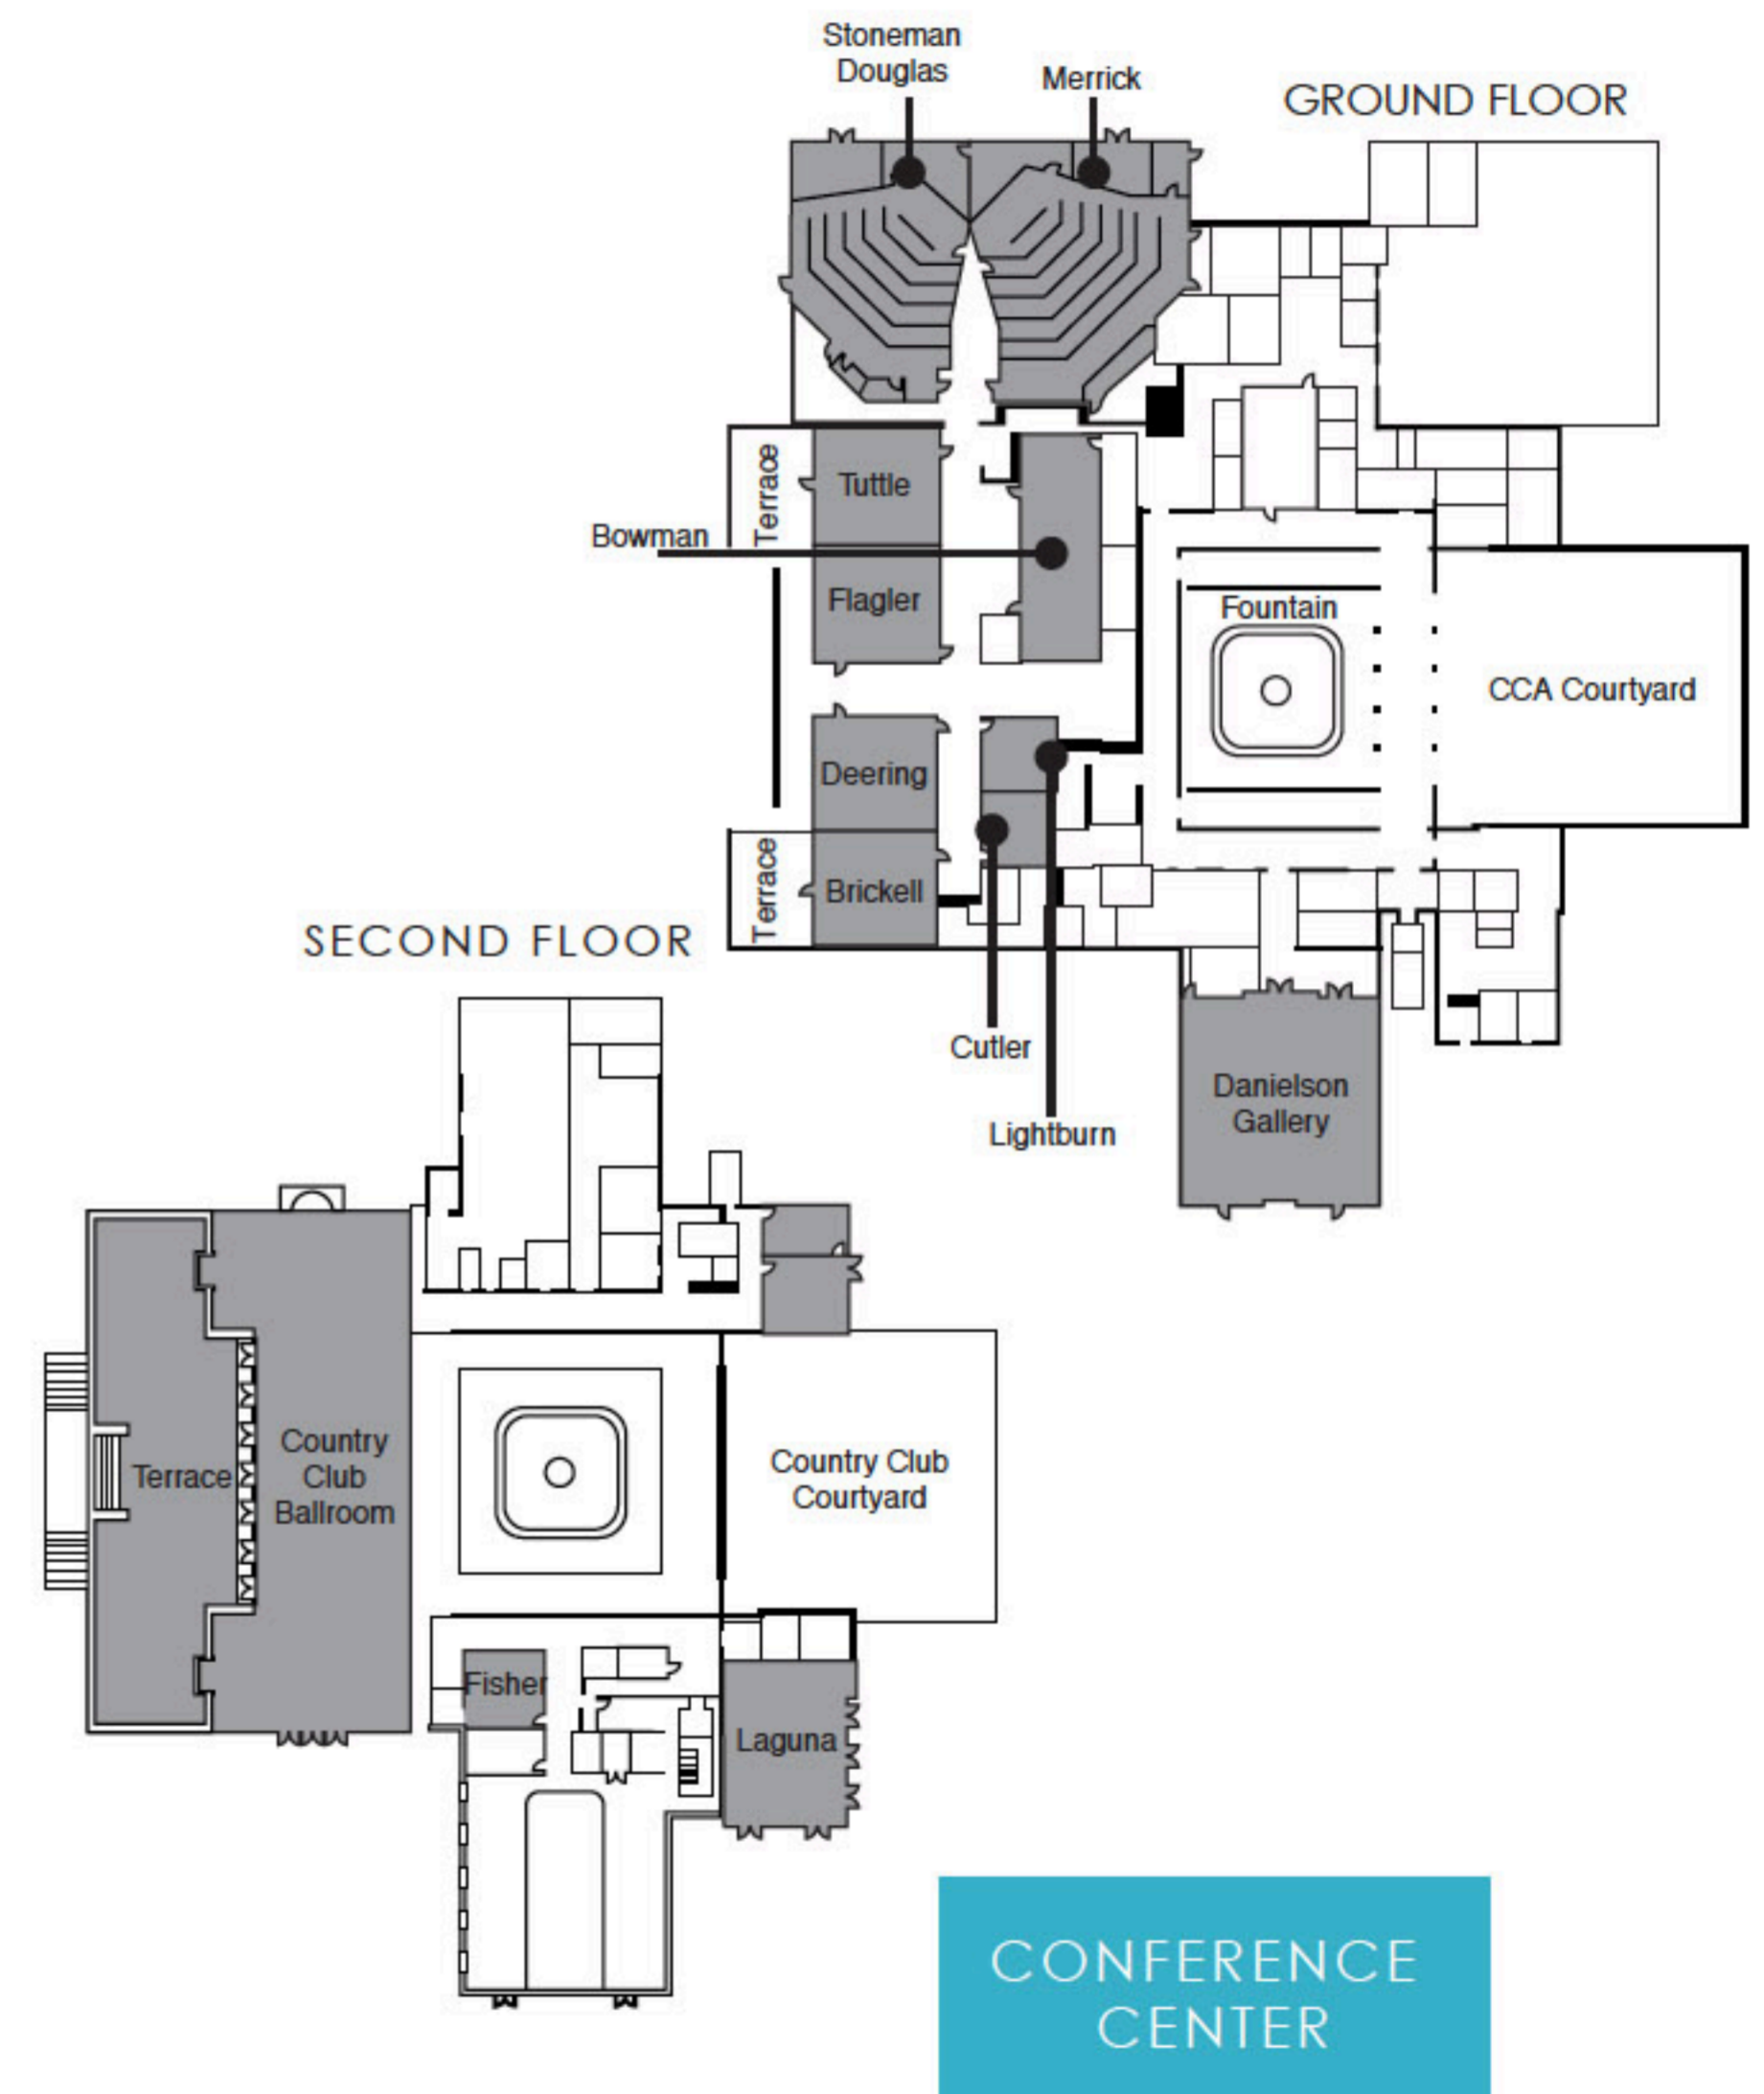 Stoneman
Douglas
Merrick
GROUND FLOOR
Terrace
Tuttle
Bowman
Flagler
Fountain
CCA Courtyard
Deering
Terrace
Brickell
SECOND FLOOR
Cutler
Danielson
Gallery
Lightburn
Country
Club
Ballroom
Terrace
Country Club
Courtyard
Fisher
Laguna
CONFERENCE
CENTER